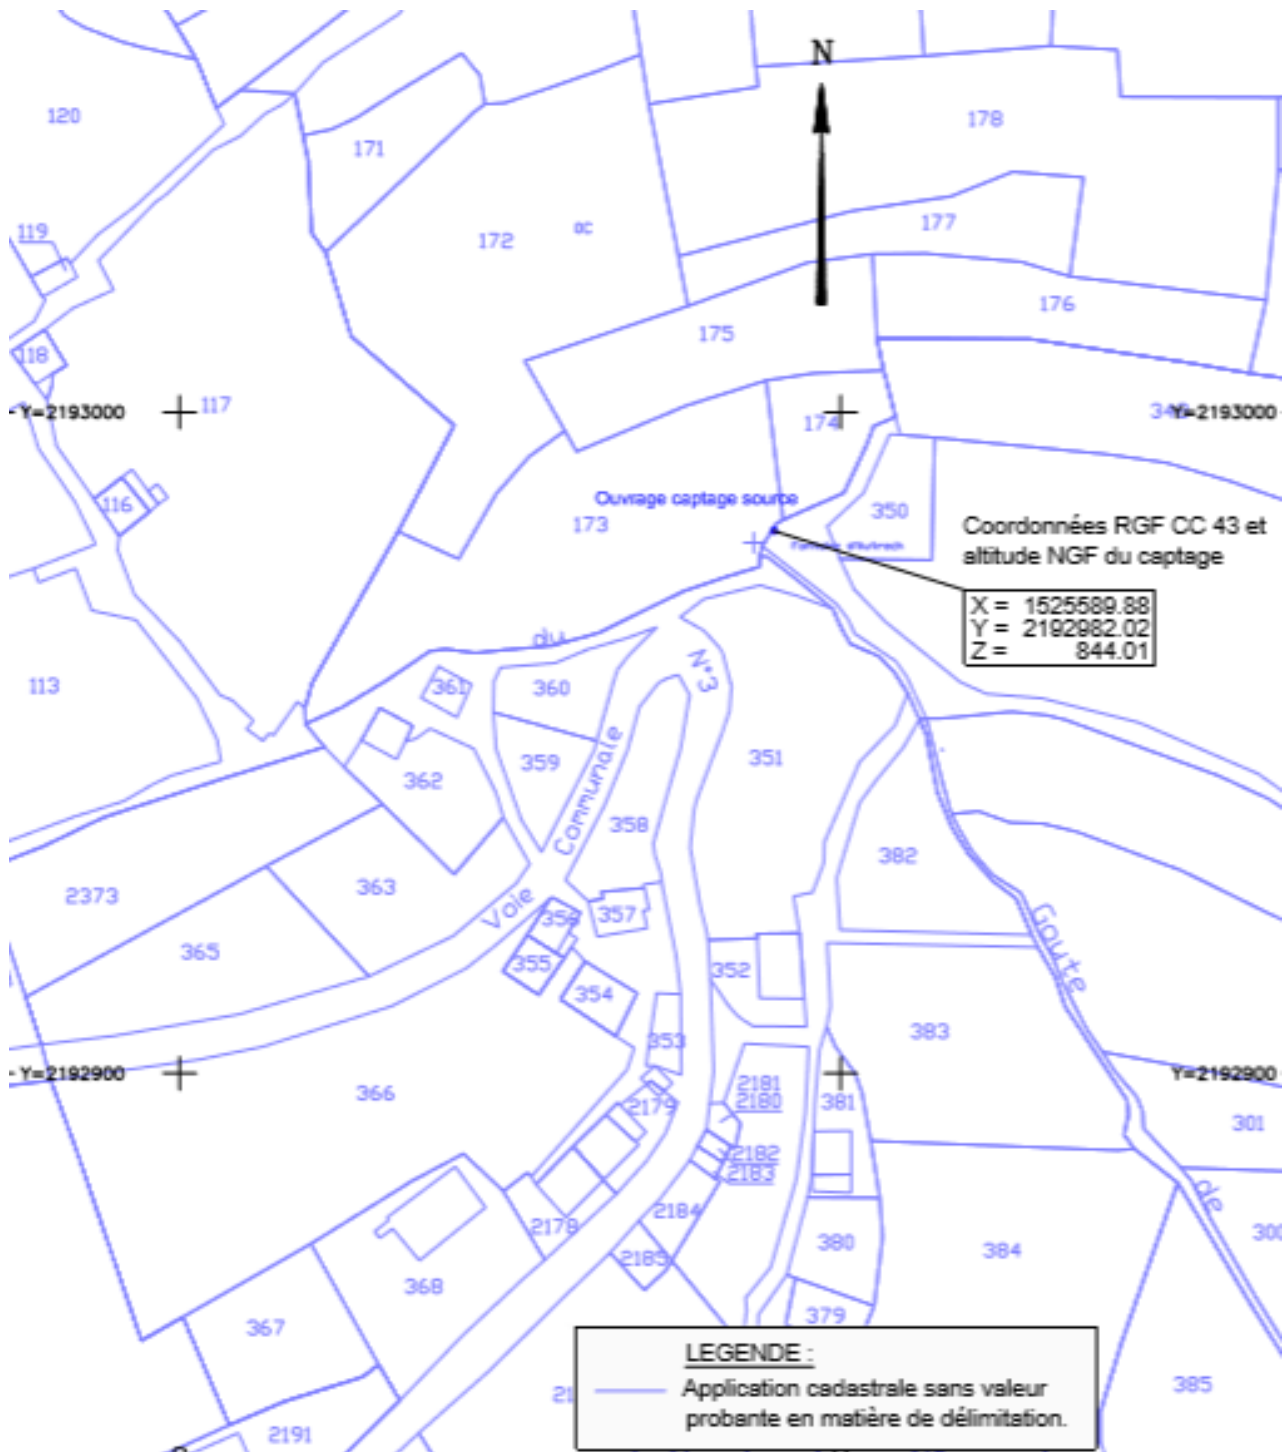 N
120
178
171
119
177
172
176
175
118
117
Y=2193000
174
Y=2193000
116
Ouvrage captage source
173
350
Coordonnées RGF CC 43 et
altitude NGF du captage
X = 1525589.88
Y = 2192982.02
Z = 844.01
du
N°3
113
361
360
351
359
362
Communale
358
382
363
2373
Voie
356
357
Goute
365
355
352
354
383
353
Y=2192900
Y=2192900
2181
366
2180
381
2179
301
2182
2183
de
2184
2178
380
300
2185
384
368
379
367
LEGENDE :
Application cadastrale sans valeur
probante en matière de délimitation.
385
21
2191